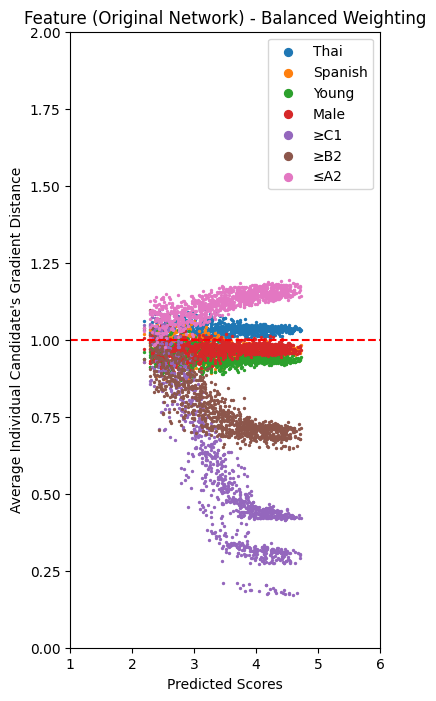 Feature (Original Network) - Balanced Weighting
2.00
1.75
1.50
1.25
1.00
0.75
0.50
0.25
0.00
Average Individual Candidate's Gradient Distance
Thai
Spanish
Young
Male
≥C1
≥B2
≤A2
1
2
3
4
5
6
Predicted Scores